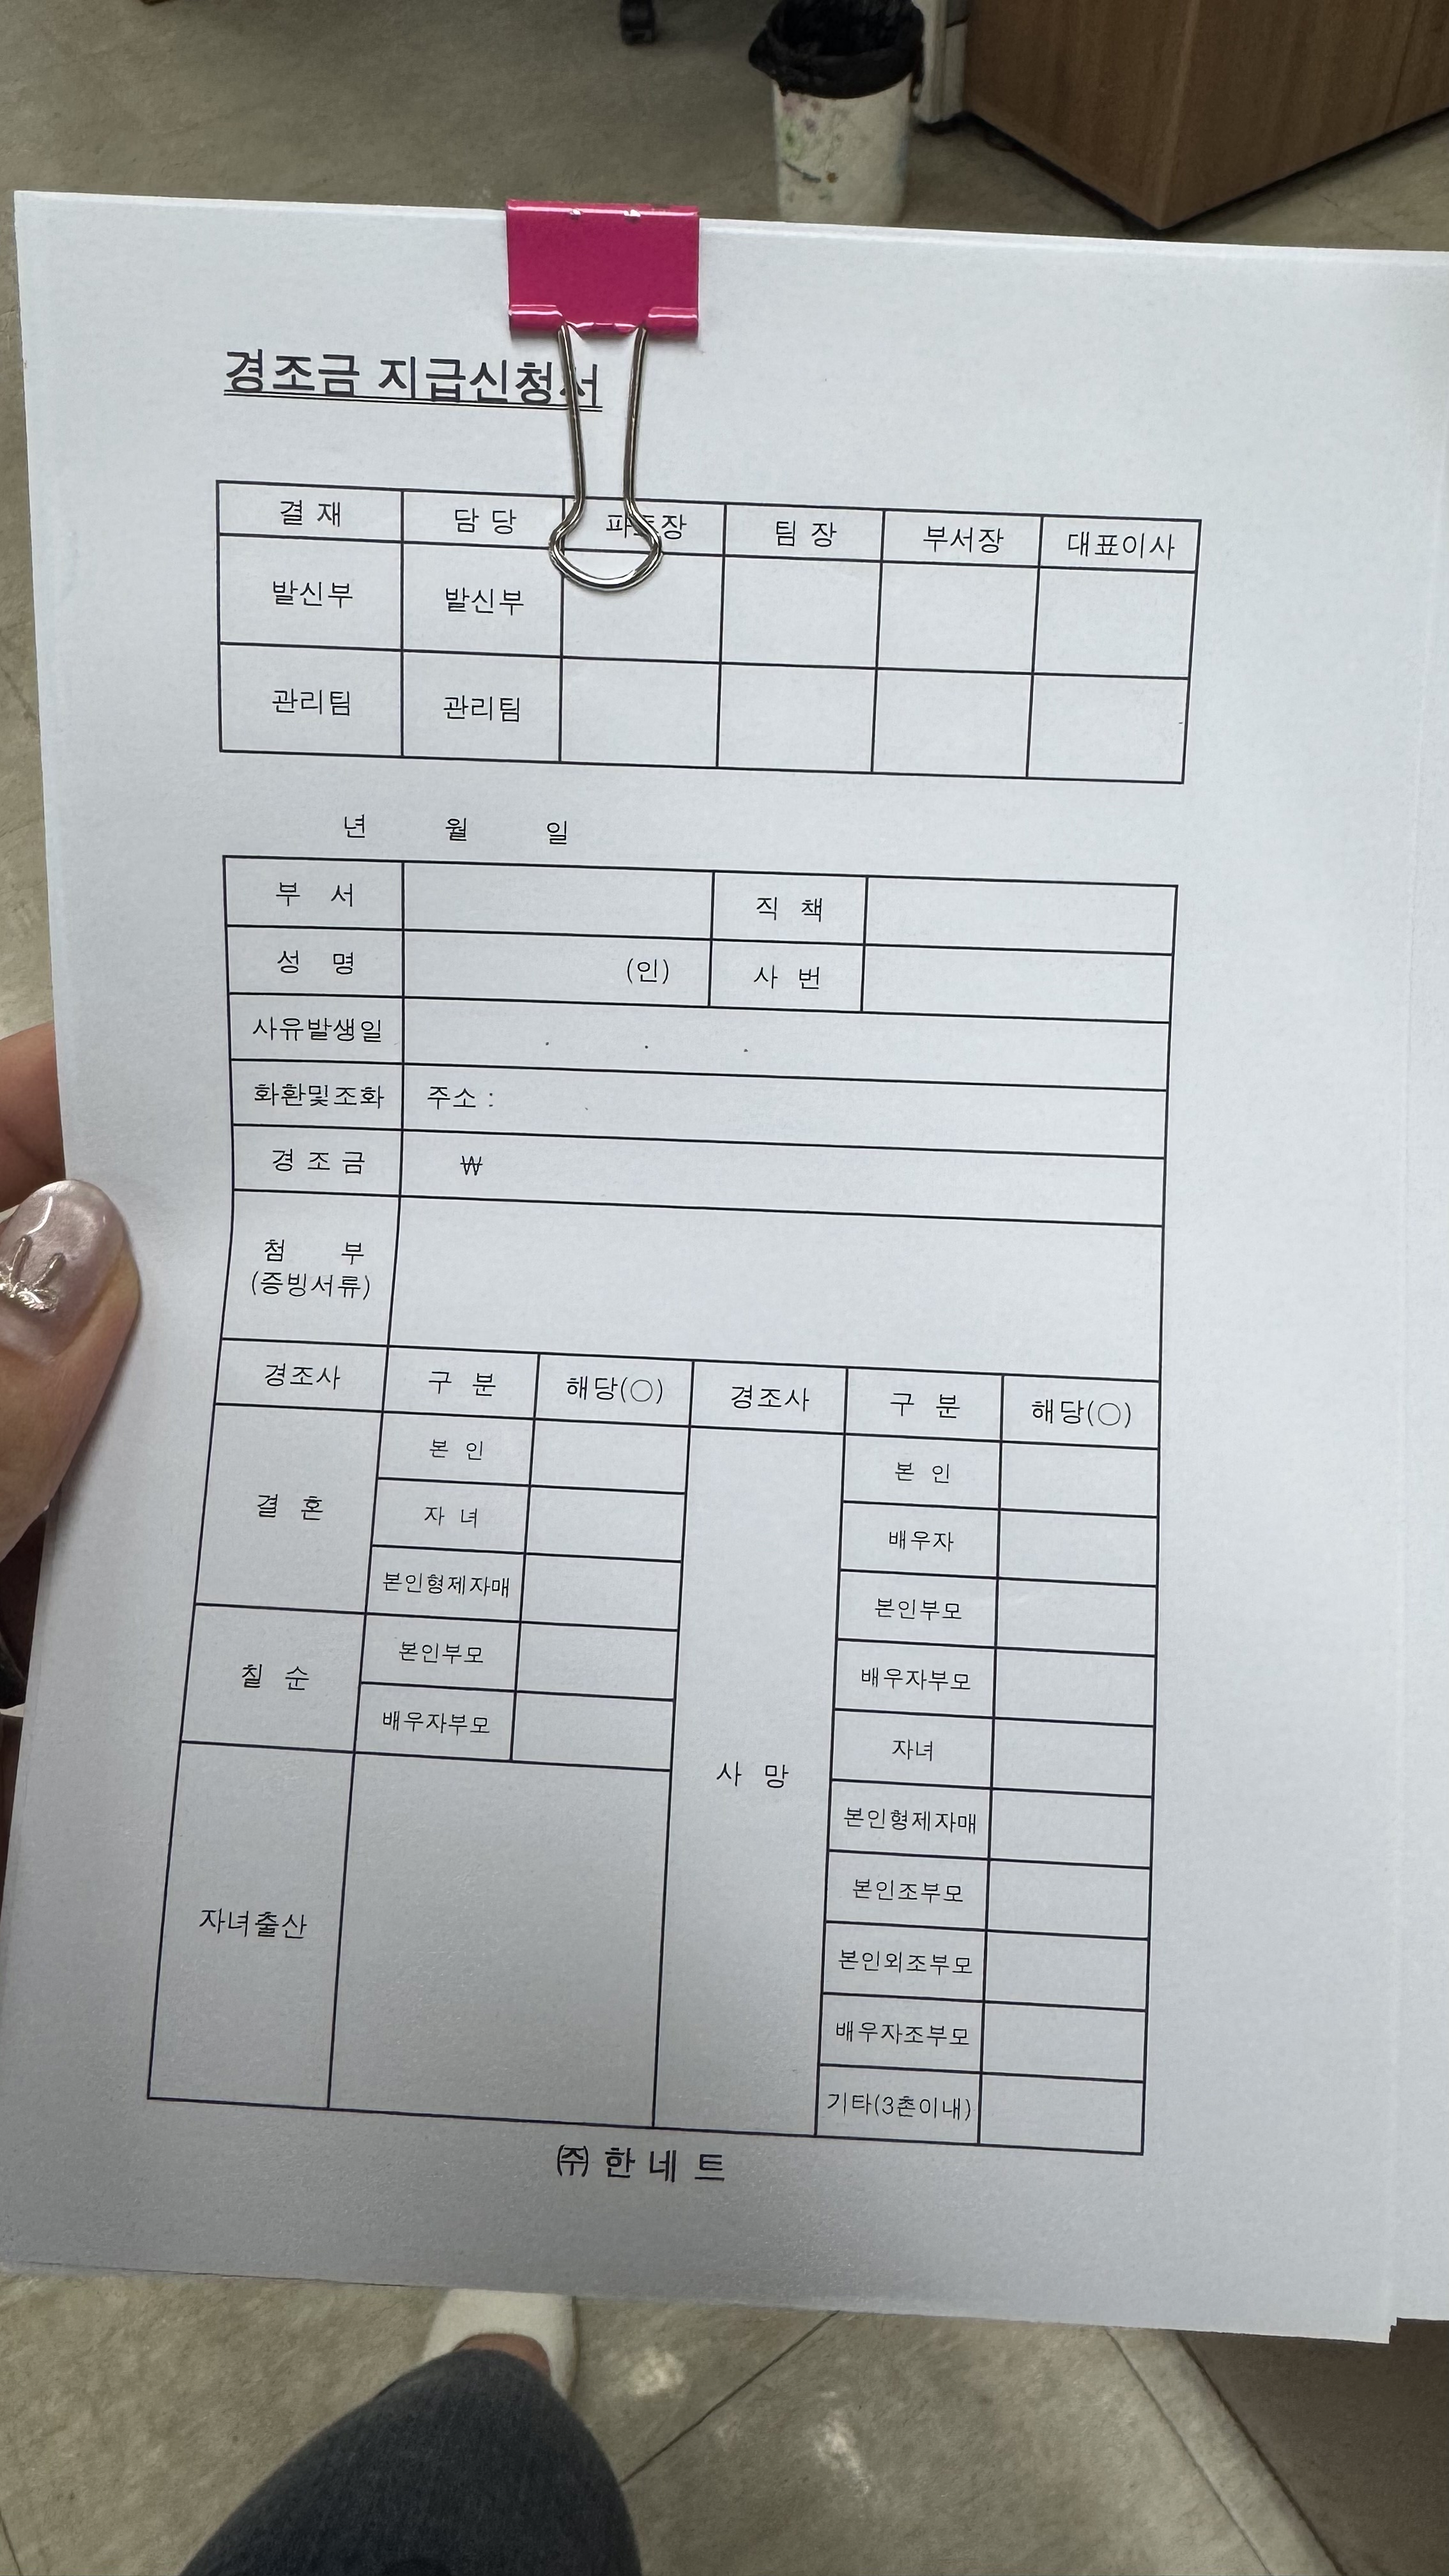 경조금 지급신청서
결 재 담 당 파트장 팀 장 부서장 대표이사
발신부 발신부
관리팀 관리팀
년 월 일
부 서 직 책
성 명 (인) 사 번
사유발생일 . . .
화환및조화 주소 :
경 조 금 ₩
첨 부
(증빙서류)
경조사 구 분 해당(○) 경조사 구 분 해당(○)
결 혼
본 인
자 녀
본인형제자매
칠 순
본인부모
배우자부모
자녀출산
사 망
본 인
배우자
본인부모
배우자부모
자녀
본인형제자매
본인조부모
본인외조부모
배우자조부모
기타(3촌이내)
㈜ 한 네 트